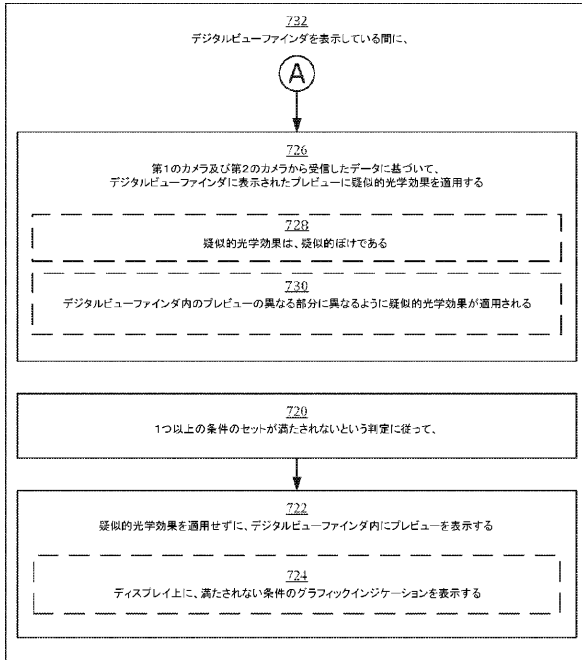 732
デジタルビューファインダを表示している間に、
A
726
第1のカメラ及び第2のカメラから受信したデータに基づいて、
デジタルビューファインダに表示されたプレビューに疑似的光学効果を適用する
728
疑似的光学効果は、疑似的ぼけである
730
デジタルビューファインダ内のプレビューの異なる部分に異なるように疑似的光学効果が適用される
720
1つ以上の条件のセットが満たされないという判定に従って、
722
疑似的光学効果を適用せずに、デジタルビューファインダ内にプレビューを表示する
724
ディスプレイ上に、満たされない条件のグラフィックインジケーションを表示する